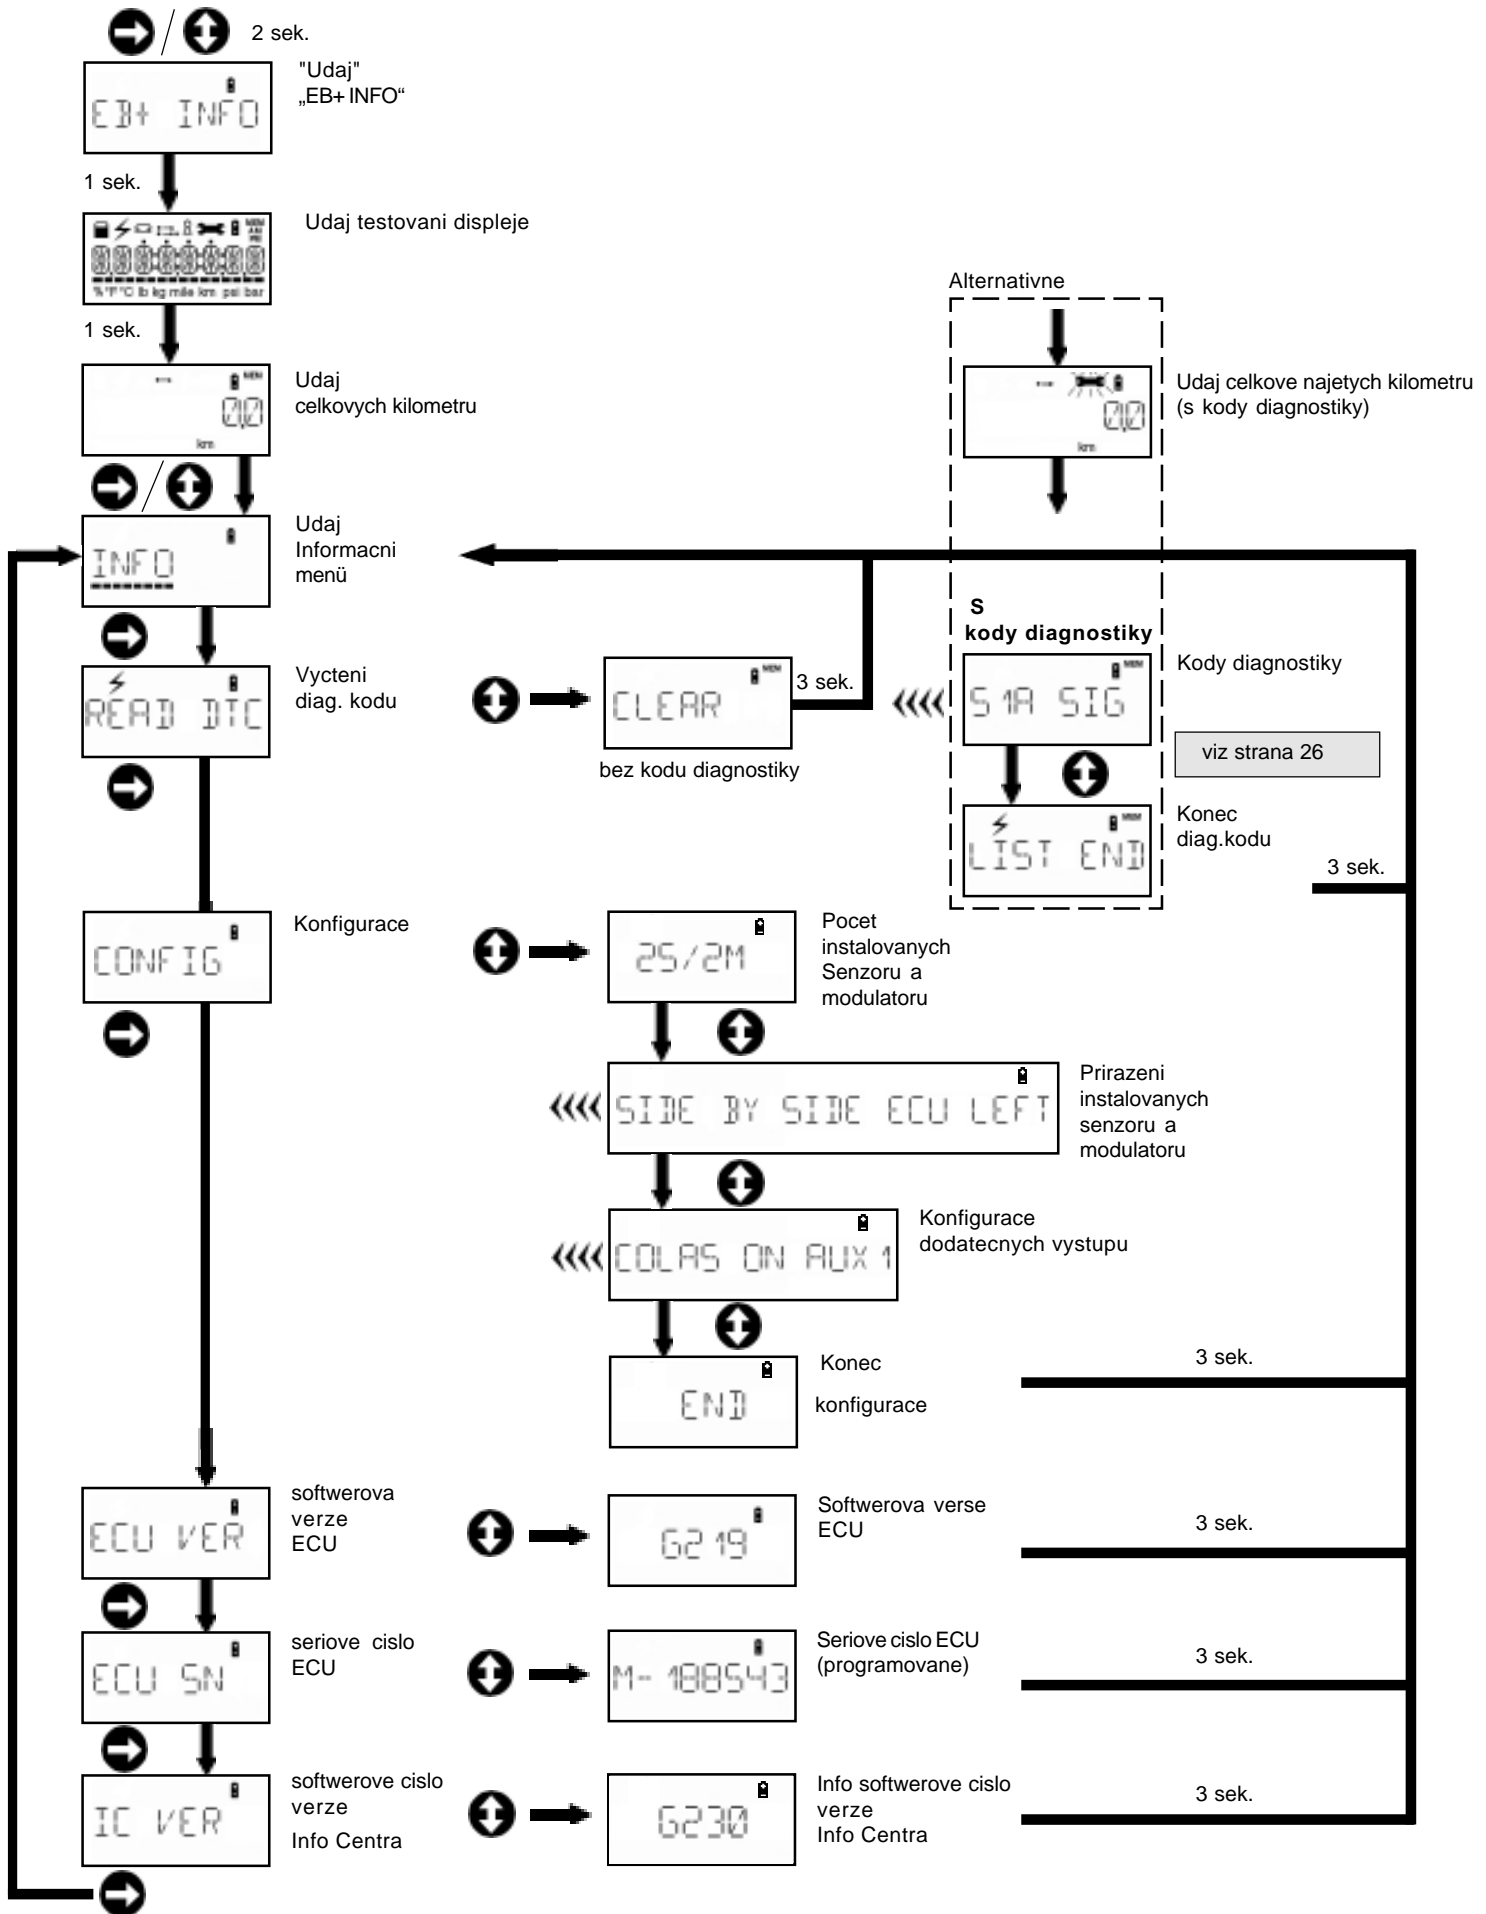 2 sek.
"Udaj"
„EB+ INFO“
EB+ INFO
1 sek.
Udaj testovani displeje
MEM
% °F °C lb kg mile km psi bar
1 sek.
Alternativne
MEM
0,0
km
Udaj
celkovych kilometru
0,0
km
Udaj celkove najetych kilometru
(s kody diagnostiky)
INFO
Udaj
Informacni
menü
S
kody diagnostiky
READ DTC
Vycteni
diag. kodu
MEM
CLEAR
3 sek.
bez kodu diagnostiky
MEM
S1A SIG
Kody diagnostiky
viz strana 26
MEM
LIST END
Konec
diag.kodu
3 sek.
CONFIG
Konfigurace
2S/2M
Pocet
instalovanych
Senzoru a
modulatoru
SIDE BY SIDE ECU LEFT
Prirazeni
instalovanych
senzoru a
modulatoru
COLAS ON AUX 1
Konfigurace
dodatecnych vystupu
END
Konec
konfigurace
3 sek.
ECU VER
softwerova
verze
ECU
G219
Softwerova verse
ECU
3 sek.
ECU SN
seriove cislo
ECU
M-188543
Seriove cislo ECU
(programovane)
3 sek.
IC VER
softwerove cislo
verze
Info Centra
G230
Info softwerove cislo
verze
Info Centra
3 sek.